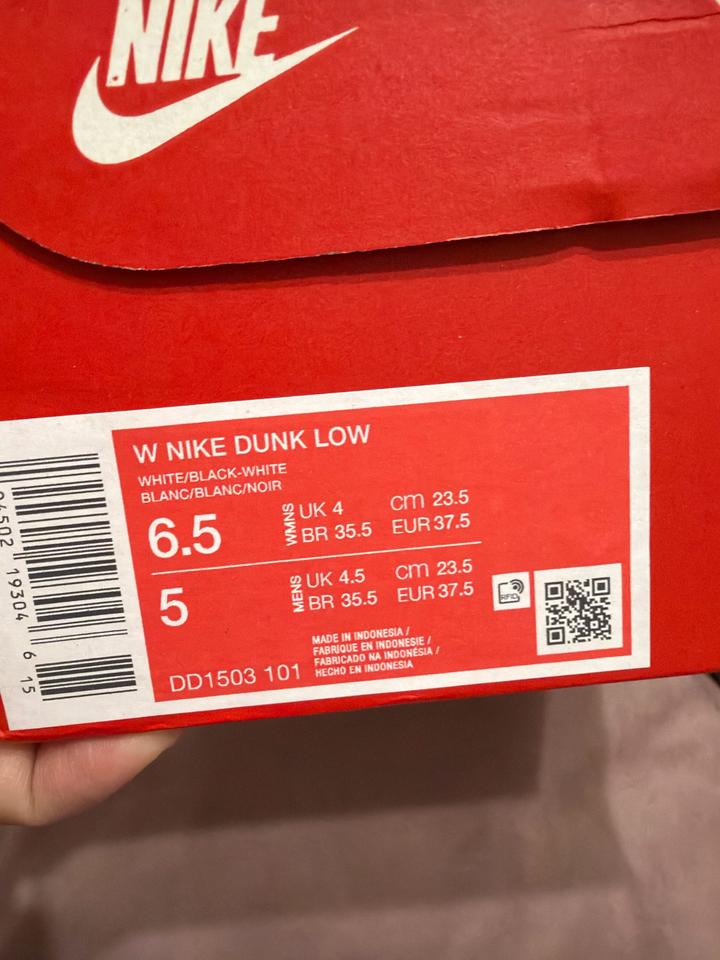 NIKE
W NIKE DUNK LOW
WHITE/BLACK-WHITE
BLANC/BLANC/NOIR
6.5 WMNS UK 4 cm 23.5
BR 35.5 EUR 37.5
5 MENS UK 4.5 cm 23.5
BR 35.5 EUR 37.5
RFID
DD1503 101
MADE IN INDONESIA /
FABRIQUE EN INDONESIE /
FABRICADO NA INDONÉSIA /
HECHO EN INDONESIA
19304 6 15